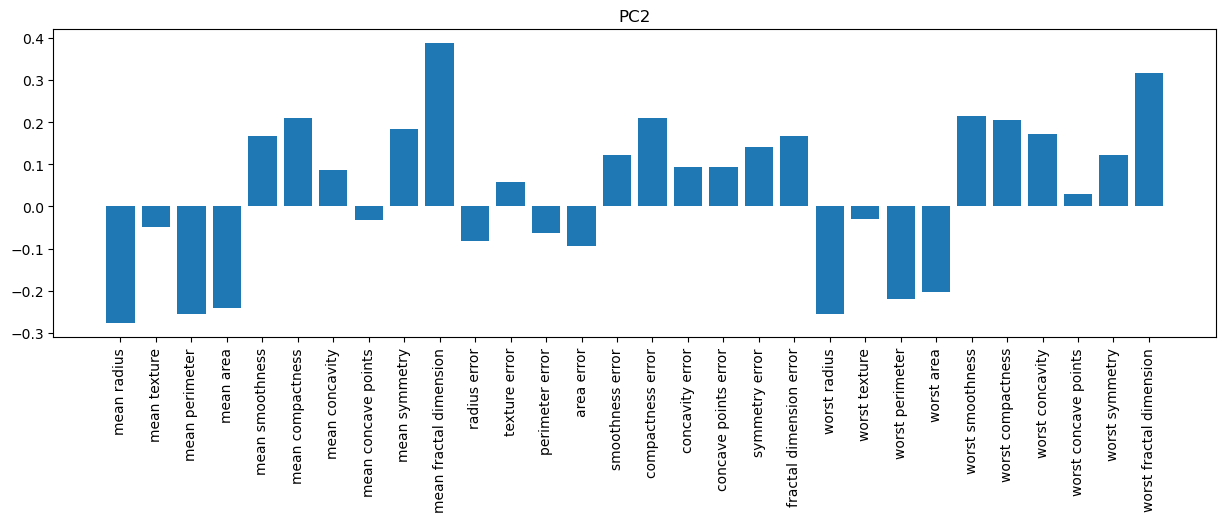 PC2
0.4
0.3
0.2
0.1
0.0
−0.1
−0.2
−0.3
mean radius
mean texture
mean perimeter
mean area
mean smoothness
mean compactness
mean concavity
mean concave points
mean symmetry
mean fractal dimension
radius error
texture error
perimeter error
area error
smoothness error
compactness error
concavity error
concave points error
symmetry error
fractal dimension error
worst radius
worst texture
worst perimeter
worst area
worst smoothness
worst compactness
worst concavity
worst concave points
worst symmetry
worst fractal dimension